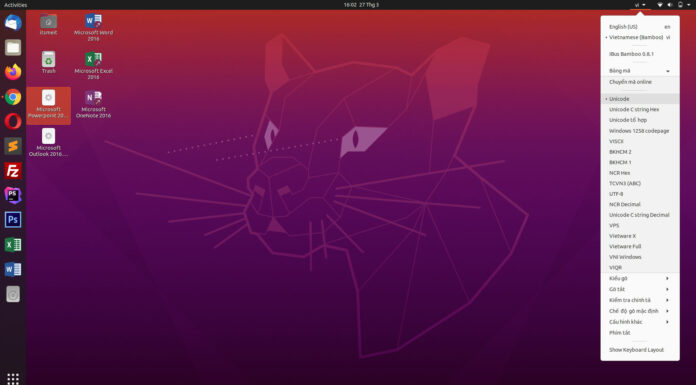 Activities
16:02 27 Thg 3
vi
itsmeit
Microsoft Word
2016
Trash
Microsoft Excel
2016
Microsoft
Powerpoint 20...
Microsoft
OneNote 2016
Microsoft
Outlook 2016....
English (US) en
Vietnamese (Bamboo) vi
IBus Bamboo 0.8.1
Bảng mã
Chuyển mã online
Unicode
Unicode C string Hex
Unicode tổ hợp
Windows 1258 codepage
VISCII
BKHCM 2
BKHCM 1
NCR Hex
TCVN3 (ABC)
UTF-8
NCR Decimal
Unicode C string Decimal
VPS
Vietware X
Vietware Full
VNI Windows
VIQR
Kiểu gõ
Gõ tắt
Kiểm tra chính tả
Chế độ gõ mặc định
Cấu hình khác
Phím tắt
Show Keyboard Layout